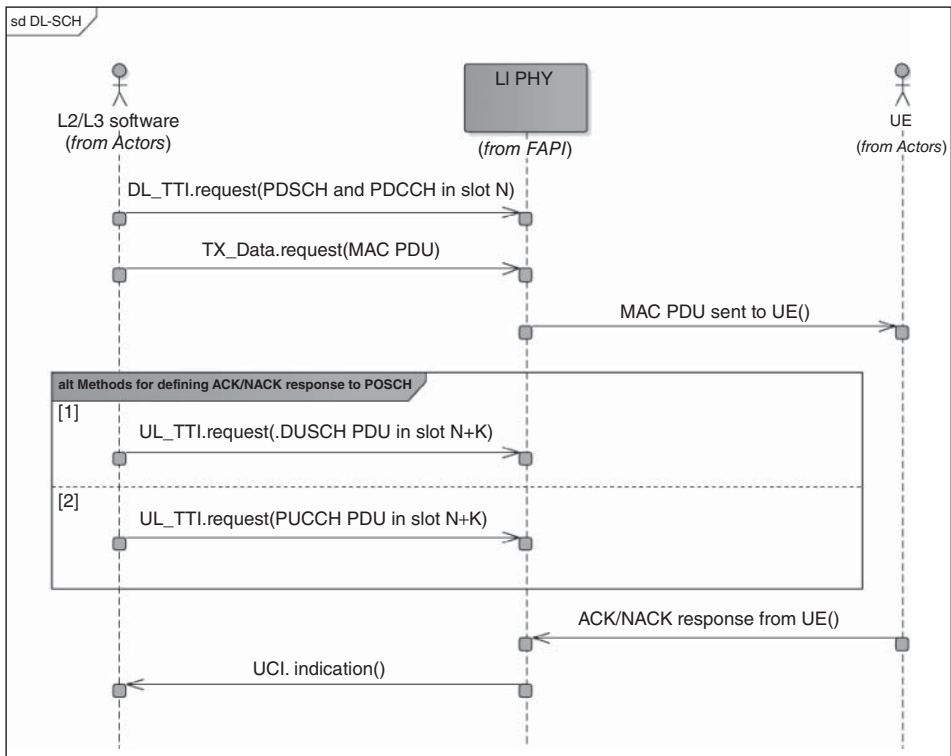 sd DL-SCH
LI PHY
L2/L3 software
(from Actors)
(from FAPI)
UE
(from Actors)
DL_TTI.request(PDSCH and PDCCH in slot N)
TX_Data.request(MAC PDU)
MAC PDU sent to UE()
alt Methods for defining ACK/NACK response to POSCH
[1]
UL_TTI.request(.DUSCH PDU in slot N+K)
[2]
UL_TTI.request(PUCCH PDU in slot N+K)
ACK/NACK response from UE()
UCI. indication()